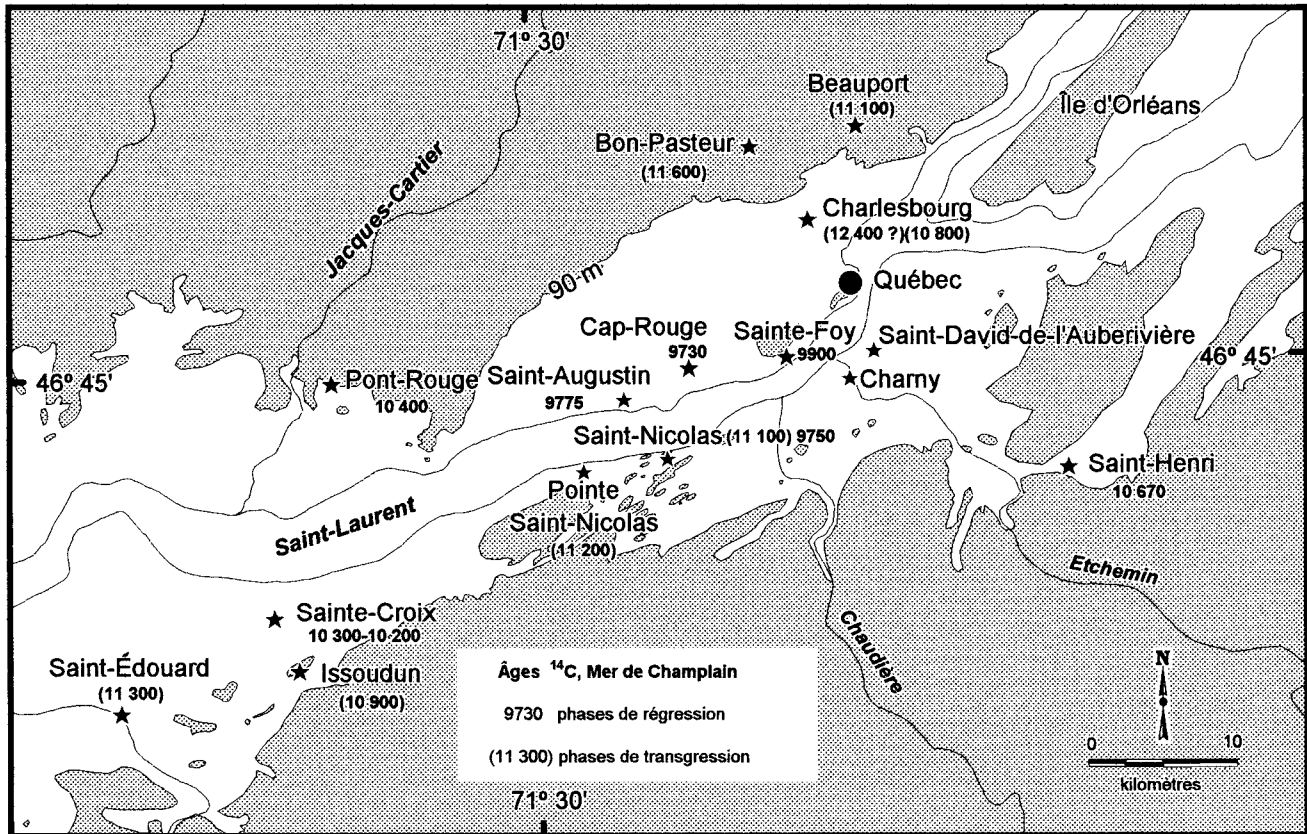 71° 30'
Beauport
(11 100)
Île d'Orléans
Bon-Pasteur
(11 600)
Jacques-Cartier
Charlesbourg
(12 400 ?)(10 800)
90 m
Québec
Cap-Rouge
9730
Sainte-Foy
9900
Saint-David-de-l'Auberivière
46° 45'
46° 45'
Pont-Rouge
10 400
Saint-Augustin
9775
Charny
Saint-Nicolas (11 100) 9750
Saint-Henri
10 670
Pointe
Saint-Nicolas
(11 200)
Saint-Laurent
Etchemin
Chaudière
Sainte-Croix
10 300-10 200
Saint-Édouard
(11 300)
Issoudun
(10 900)
Âges 14C, Mer de Champlain
9730 phases de régression
(11 300) phases de transgression
N
0 10
kilomètres
71° 30'